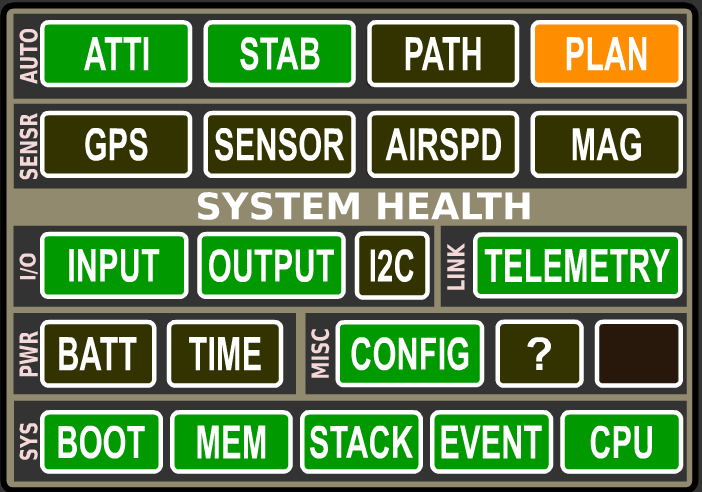 AUTO ATTI STAB PATH PLAN
SENSR GPS SENSOR AIRSPD MAG
SYSTEM HEALTH
I/O INPUT OUTPUT I2C LINK TELEMETRY
PWR BATT TIME MISC CONFIG ?
SYS BOOT MEM STACK EVENT CPU